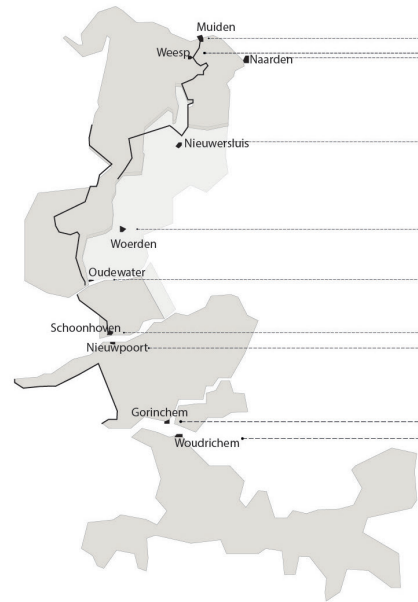 Muiden
Weesp
Naarden
Nieuwersluis
Woerden
Oudewater
Schoonhoven
Nieuwpoort
Gorinchem
Woudrichem